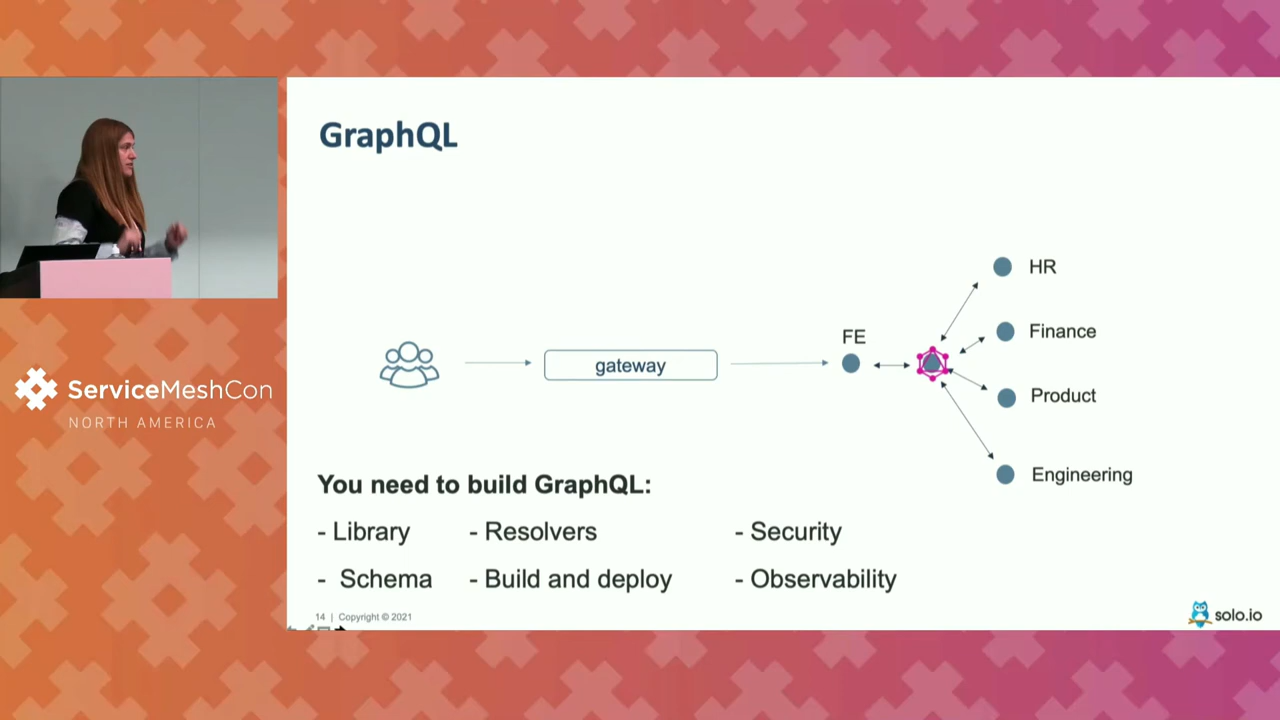 GraphQL
HR
Finance
FE
gateway
Product
Engineering
ServiceMeshCon
NORTH AMERICA
You need to build GraphQL:
- Library - Resolvers - Security
- Schema - Build and deploy - Observability
14 | Copyright © 2021
solo.io